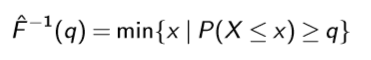 F̂⁻¹(q) = min{x | P(X ≤ x) ≥ q}